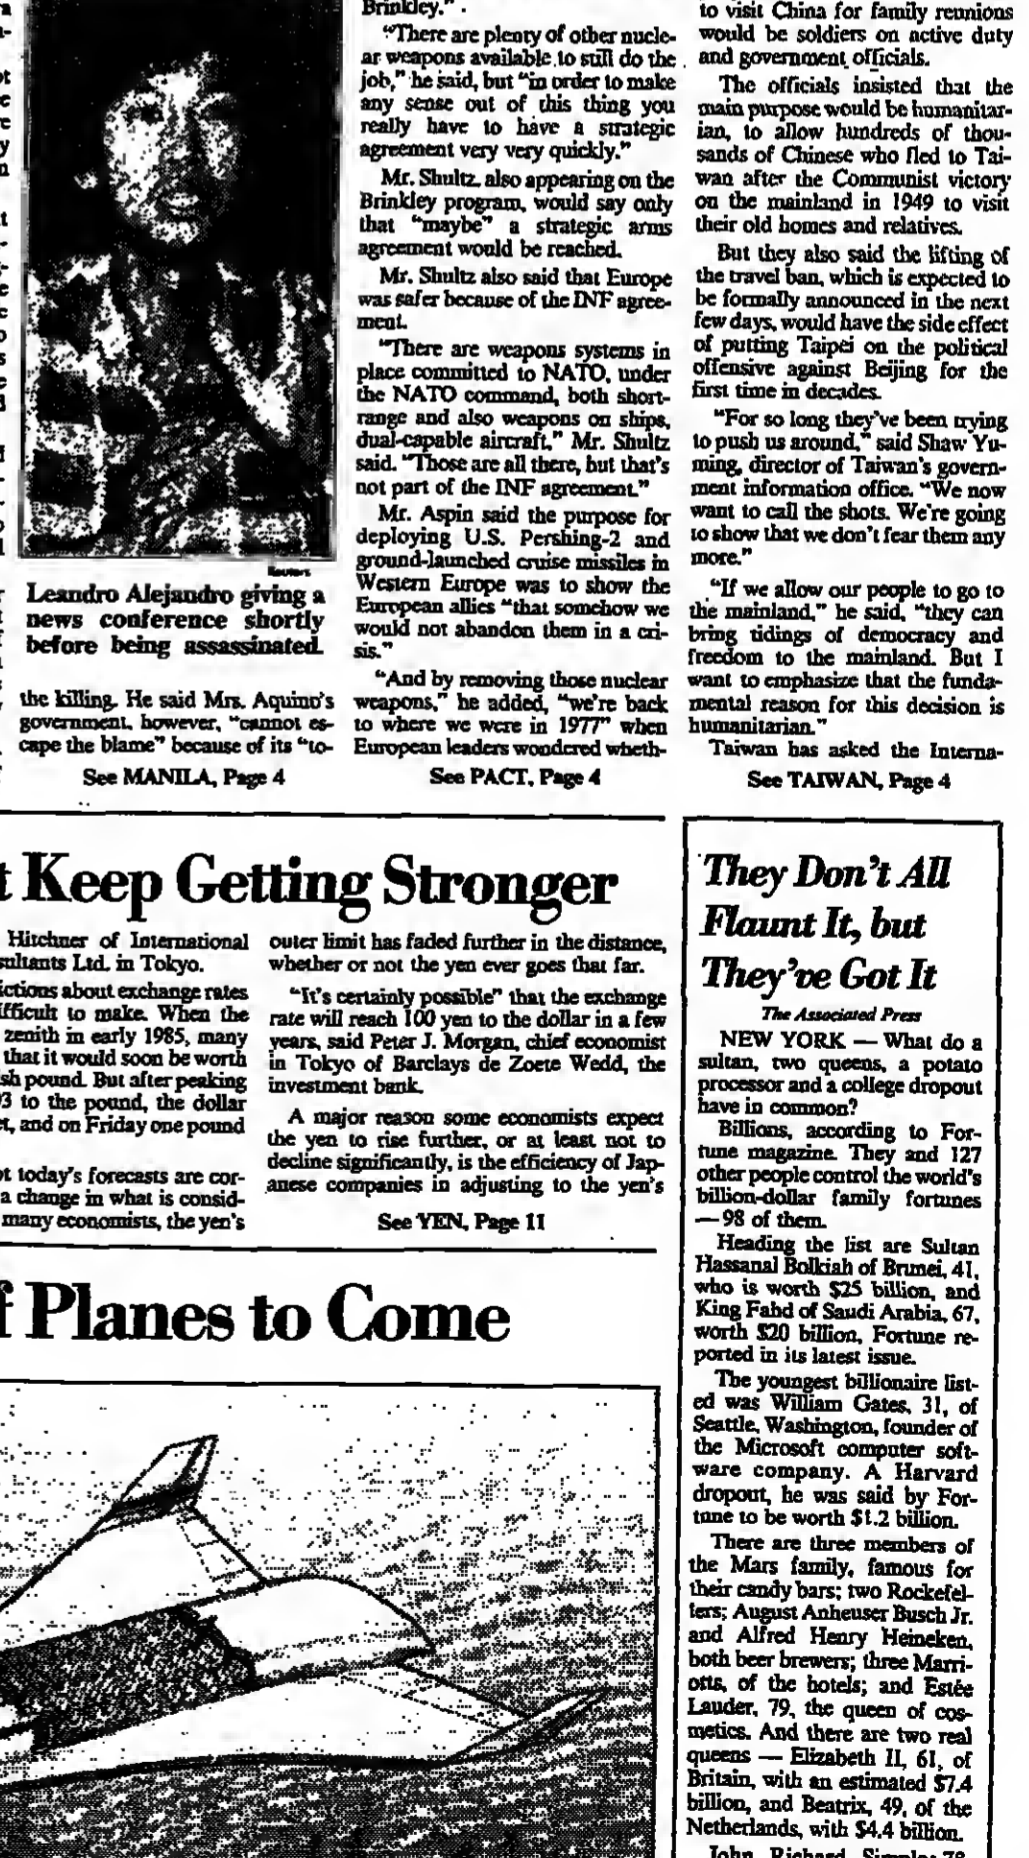 Leandro Alejandro giving a
news conference shortly
before being assassinated.
the killing. He said Mrs. Aquino's
government, however, "cannot es-
cape the blame" because of its "to-
See MANILA, Page 4
Brinkley."
"There are plenty of other nucle-
ar weapons available to still do the
job," he said, but "in order to make
any sense out of this thing you
really have to have a strategic
agreement very very quickly."
Mr. Shultz, also appearing on the
Brinkley program, would say only
that "maybe" a strategic arms
agreement would be reached.
Mr. Shultz also said that Europe
was safer because of the INF agree-
ment.
"There are weapons systems in
place committed to NATO, under
the NATO command, both short-
range and also weapons on ships,
dual-capable aircraft," Mr. Shultz
said. "Those are all there, but that's
not part of the INF agreement."
Mr. Aspin said the purpose for
deploying U.S. Pershing-2 and
ground-launched cruise missiles in
Western Europe was to show the
European allies "that somehow we
would not abandon them in a cri-
sis."
"And by removing those nuclear
weapons," he added, "we're back
to where we were in 1977" when
European leaders wondered wheth-
See PACT, Page 4
to visit China for family reunions
would be soldiers on active duty
and government officials.
The officials insisted that the
main purpose would be humanitar-
ian, to allow hundreds of thou-
sands of Chinese who fled to Tai-
wan after the Communist victory
on the mainland in 1949 to visit
their old homes and relatives.
But they also said the lifting of
the travel ban, which is expected to
be formally announced in the next
few days, would have the side effect
of putting Taipei on the political
offensive against Beijing for the
first time in decades.
"For so long they've been trying
to push us around," said Shaw Yu-
ming, director of Taiwan's govern-
ment information office. "We now
want to call the shots. We're going
to show that we don't fear them any
more."
"If we allow our people to go to
the mainland," he said, "they can
bring tidings of democracy and
freedom to the mainland. But I
want to emphasize that the funda-
mental reason for this decision is
humanitarian."
Taiwan has asked the Interna-
See TAIWAN, Page 4
Keep Getting Stronger
Hitchner of International
sultants Ltd. in Tokyo.
ictions about exchange rates
ifficult to make. When the
zenith in early 1985, many
that it would soon be worth
sh pound. But after peaking
3 to the pound, the dollar
et, and on Friday one pound
ot today's forecasts are cor-
a change in what is consid-
many economists, the yen's
outer limit has faded further in the distance,
whether or not the yen ever goes that far.
"It's certainly possible" that the exchange
rate will reach 100 yen to the dollar in a few
years, said Peter J. Morgan, chief economist
in Tokyo of Barclays de Zoete Wedd, the
investment bank.
A major reason some economists expect
the yen to rise further, or at least not to
decline significantly, is the efficiency of Jap-
anese companies in adjusting to the yen's
See YEN, Page 11
f Planes to Come
They Don't All
Flaunt It, but
They've Got It
The Associated Press
NEW YORK — What do a
sultan, two queens, a potato
processor and a college dropout
have in common?
Billions, according to For-
tune magazine. They and 127
other people control the world's
billion-dollar family fortunes
— 98 of them.
Heading the list are Sultan
Hassanal Bolkiah of Brunei, 41,
who is worth $25 billion, and
King Fahd of Saudi Arabia, 67,
worth $20 billion, Fortune re-
ported in its latest issue.
The youngest billionaire list-
ed was William Gates, 31, of
Seattle, Washington, founder of
the Microsoft computer soft-
ware company. A Harvard
dropout, he was said by For-
tune to be worth $1.2 billion.
There are three members of
the Mars family, famous for
their candy bars; two Rockefel-
lers; August Anheuser Busch Jr.
and Alfred Henry Heineken,
both beer brewers; three Marri-
otts, of the hotels; and Estée
Lauder, 79, the queen of cos-
metics. And there are two real
queens — Elizabeth II, 61, of
Britain, with an estimated $7.4
billion, and Beatrix, 49, of the
Netherlands, with $4.4 billion.
John Richard